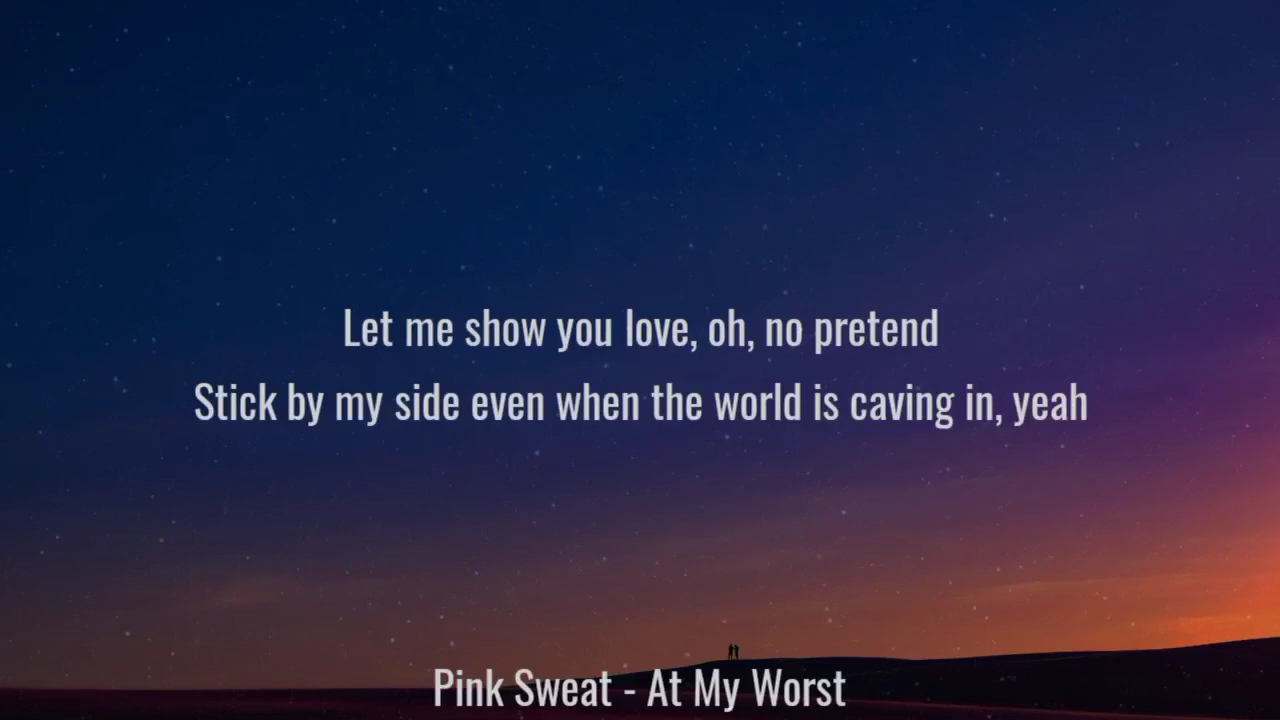 Let me show you love, oh, no pretend
Stick by my side even when the world is caving in, yeah
Pink Sweat - At My Worst